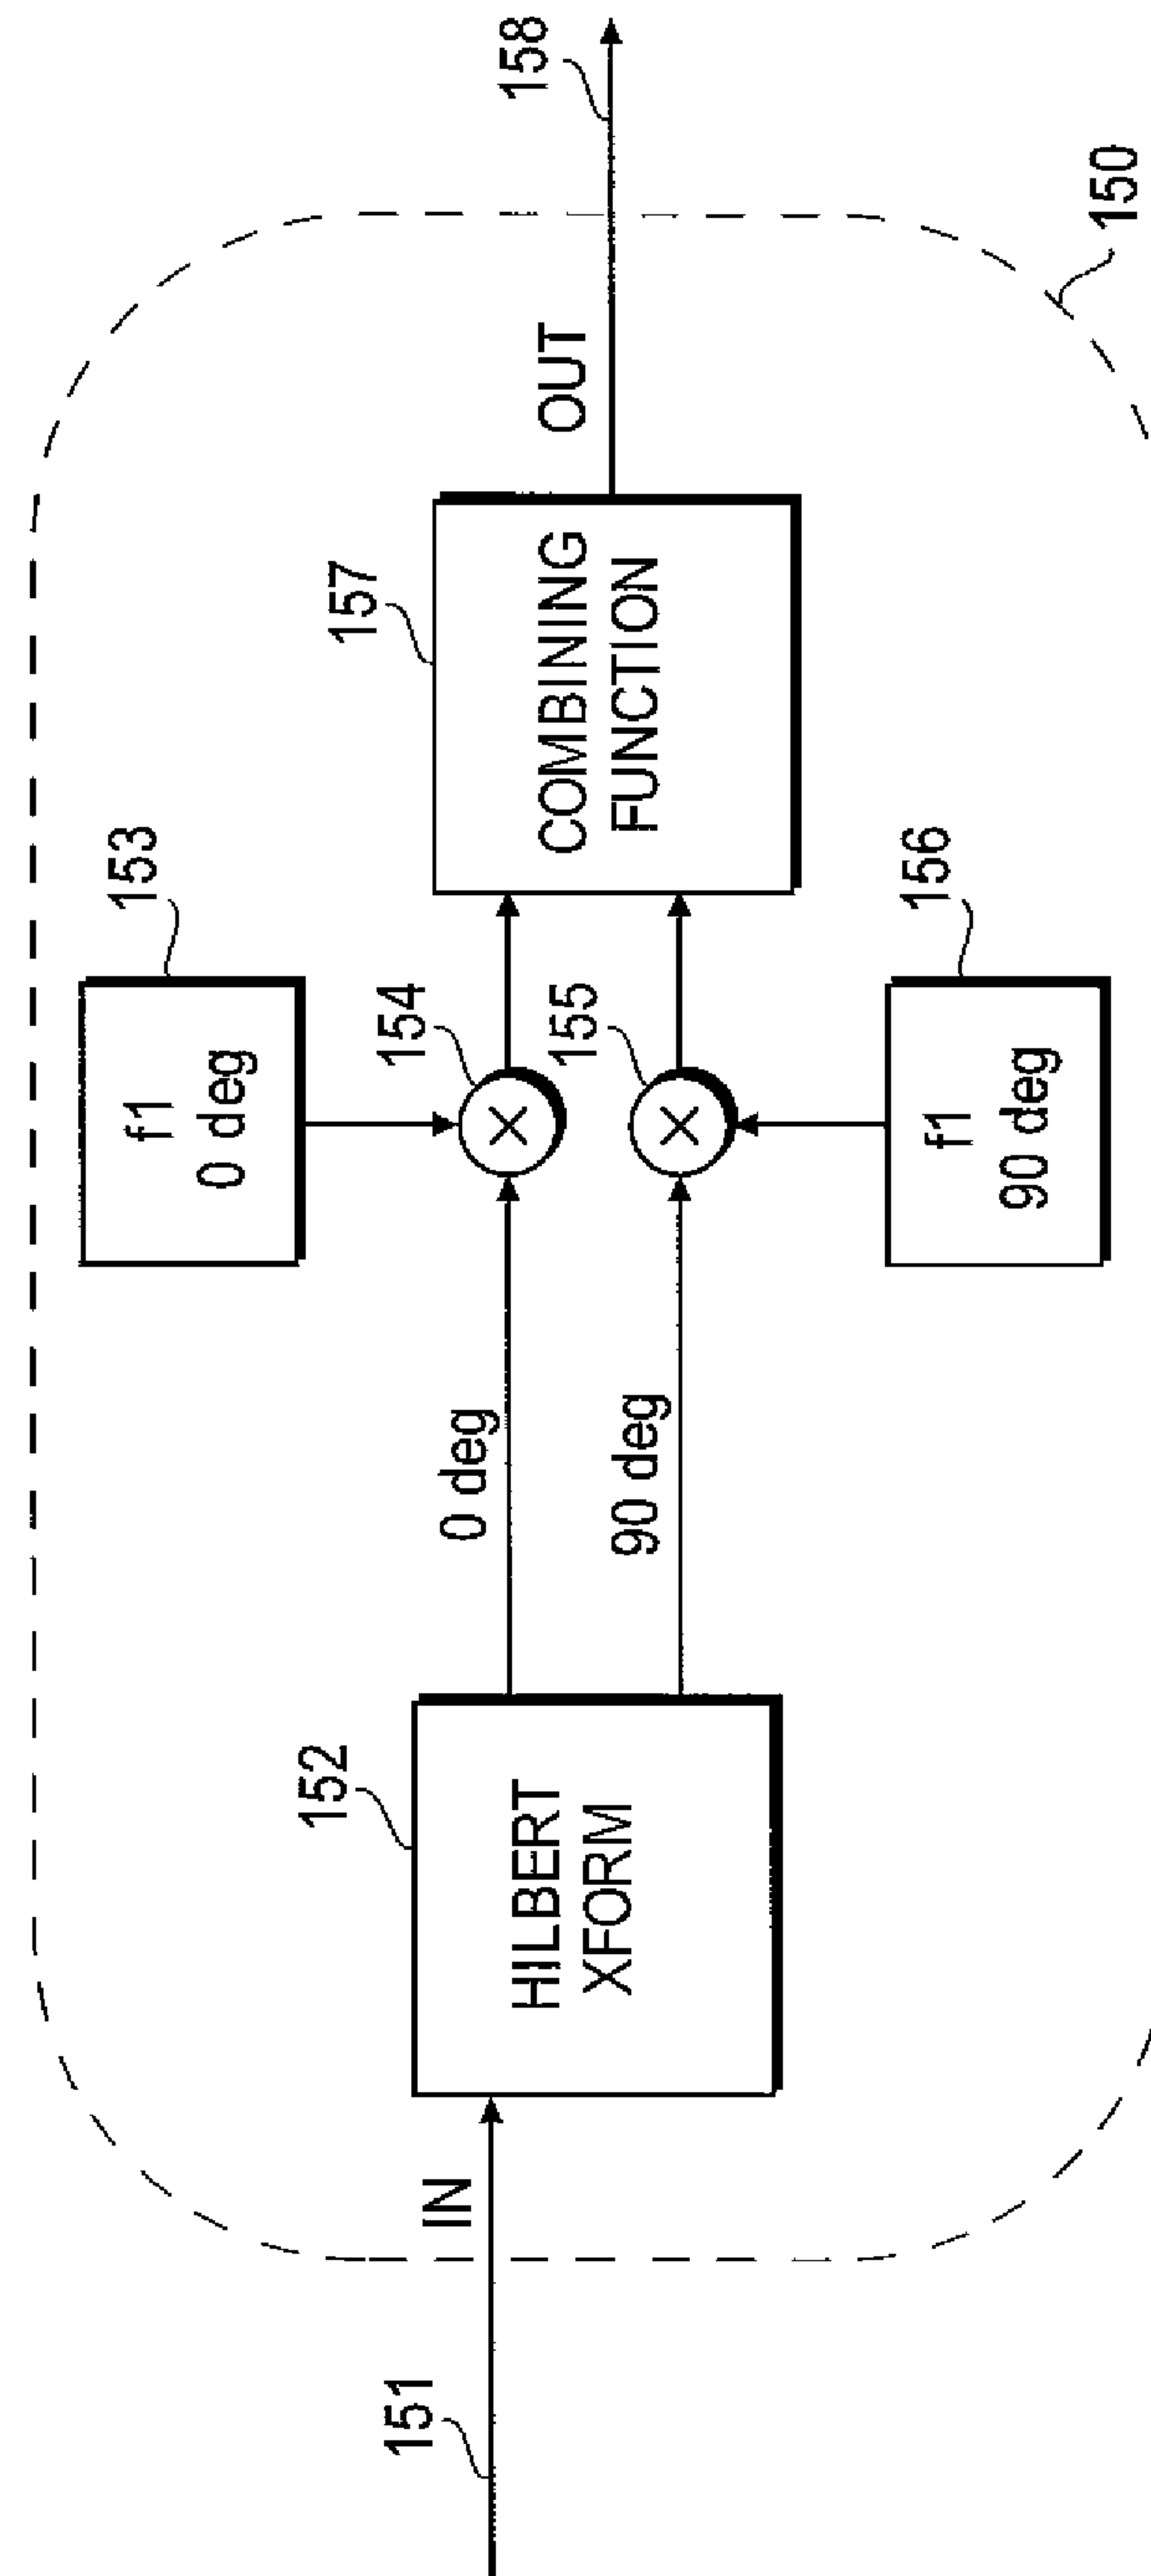 153
f1
0 deg
151
IN
152
HILBERT
XFORM
0 deg
90 deg
154
155
157
COMBINING
FUNCTION
OUT
158
156
f1
90 deg
150